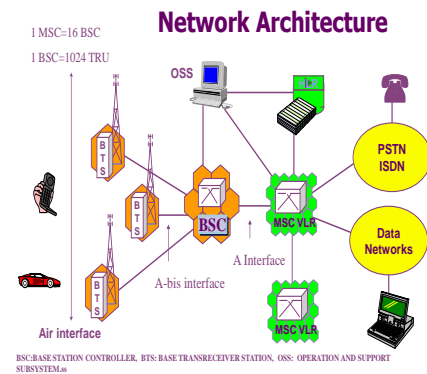 Network Architecture
1 MSC=16 BSC
1 BSC=1024 TRU
OSS
HLR
B
T
S
PSTN
ISDN
B
T
S
BSC
MSC VLR
A Interface
Data
Networks
A-bis interface
B
T
S
Air interface
MSC VLR
BSC:BASE STATION CONTROLLER, BTS: BASE TRANSRECEIVER STATION, OSS: OPERATION AND SUPPORT
SUBSYSTEM.ss